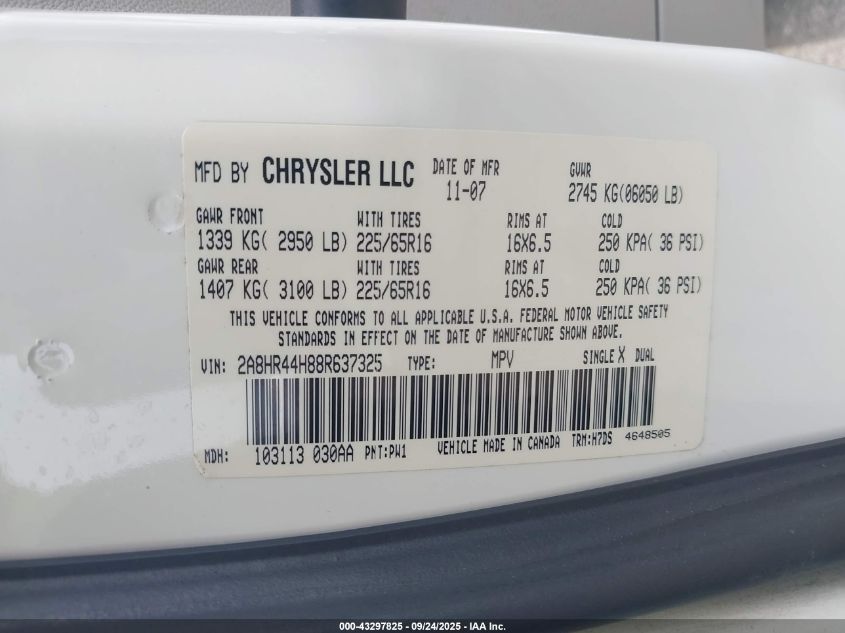 MFD BY CHRYSLER LLC DATE OF MFR 11-07 GVWR 2745 KG(06050 LB)
GAWR FRONT WITH TIRES RIMS AT COLD
1339 KG( 2950 LB) 225/65R16 16X6.5 250 KPA( 36 PSI)
GAWR REAR WITH TIRES RIMS AT COLD
1407 KG( 3100 LB) 225/65R16 16X6.5 250 KPA( 36 PSI)
THIS VEHICLE CONFORMS TO ALL APPLICABLE U.S.A. FEDERAL MOTOR VEHICLE SAFETY
STANDARDS IN EFFECT ON THE DATE OF MANUFACTURE SHOWN ABOVE.
VIN: 2A8HR44H88R637325 TYPE: MPV SINGLE X DUAL
MDH: 103113 030AA PNT:PW1 VEHICLE MADE IN CANADA TRM:H7DS 4648505
000-43297825 - 09/24/2025 - IAA Inc.